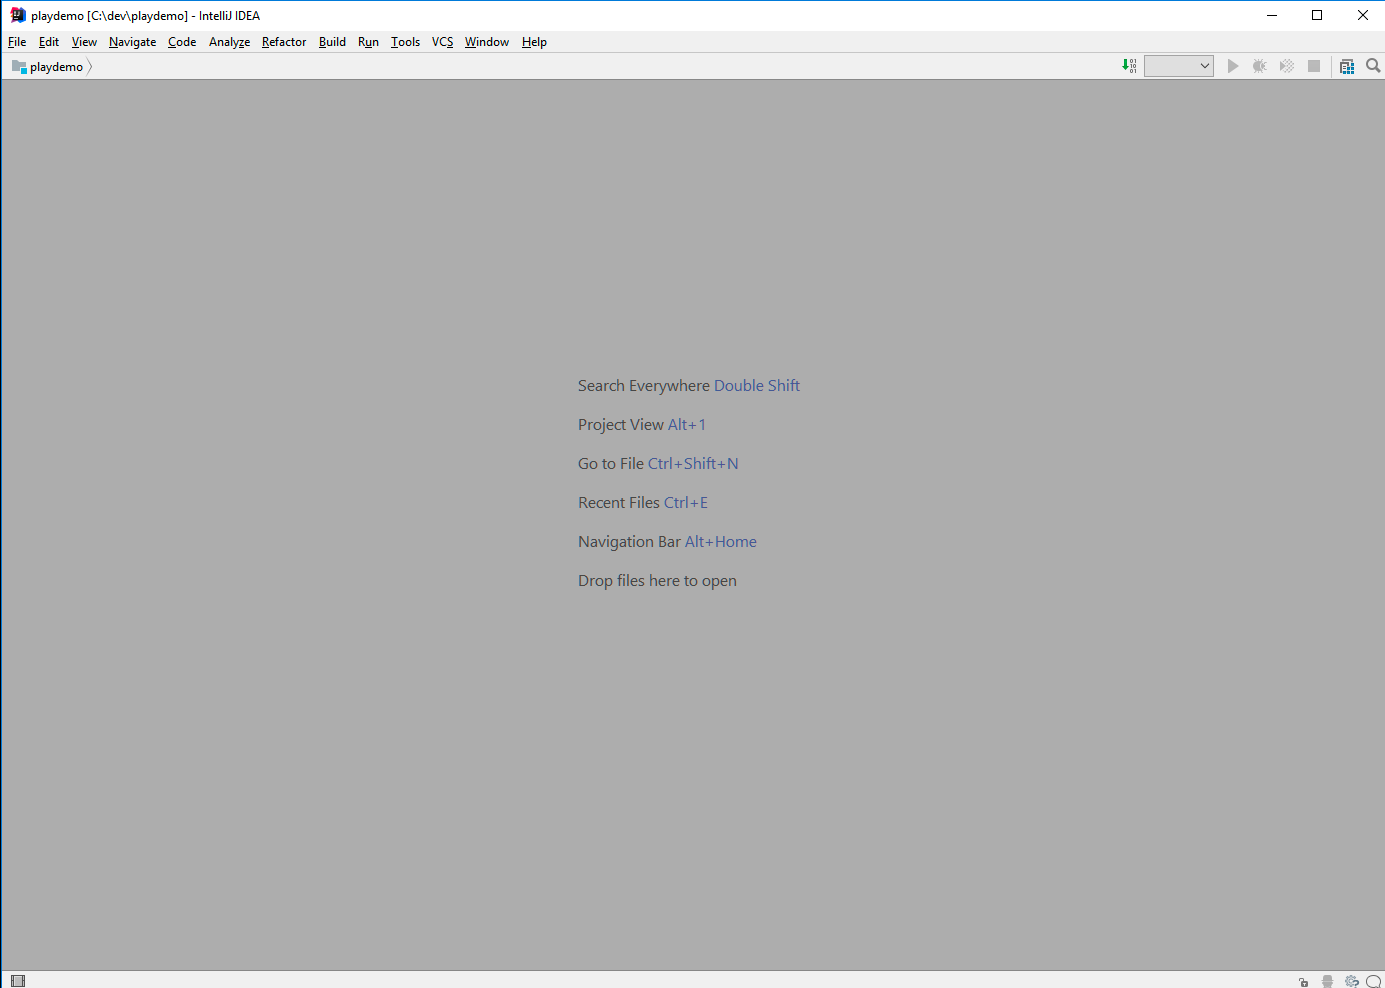 playdemo [C:\dev\playdemo] - IntelliJ IDEA
File Edit View Navigate Code Analyze Refactor Build Run Tools VCS Window Help
playdemo
Search Everywhere Double Shift
Project View Alt+1
Go to File Ctrl+Shift+N
Recent Files Ctrl+E
Navigation Bar Alt+Home
Drop files here to open